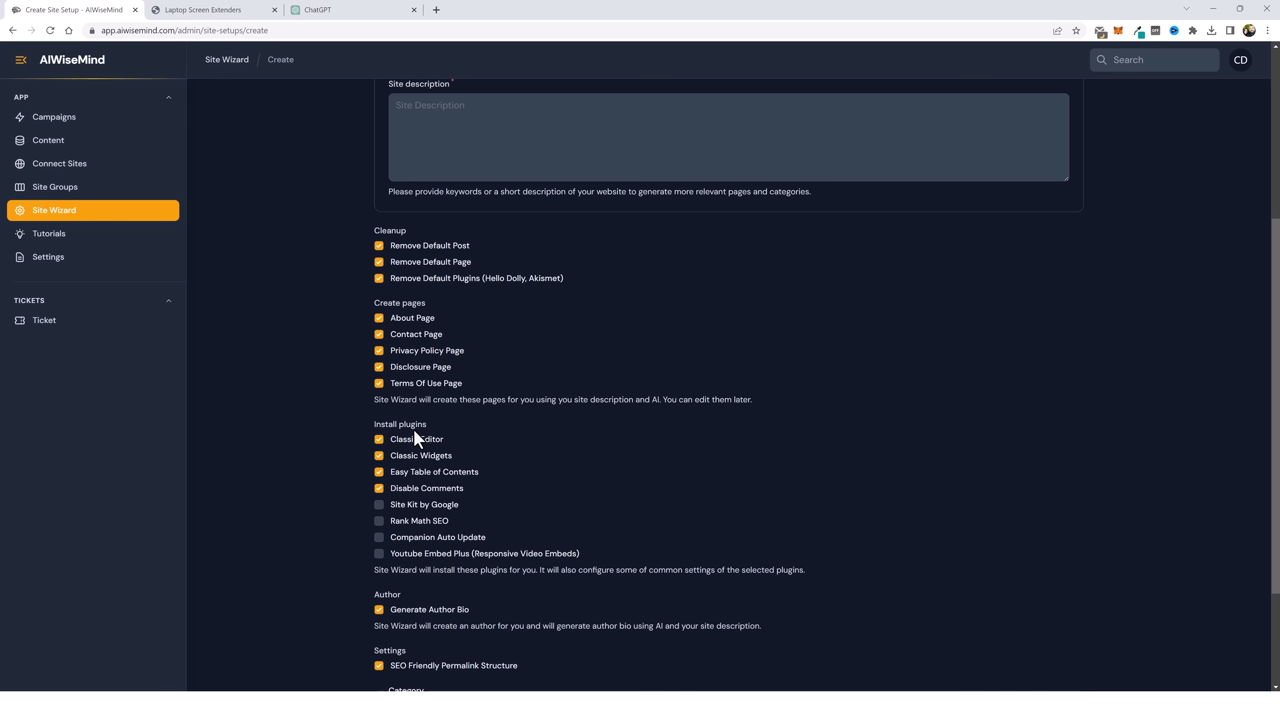 Create Site Setup - AIWiseMind
Laptop Screen Extenders
ChatGPT
app.aiwisemind.com/admin/site-setups/create
AIWiseMind
Site Wizard / Create
Search
CD
APP
Campaigns
Content
Connect Sites
Site Groups
Site Wizard
Tutorials
Settings
TICKETS
Ticket
Site description *
Site Description
Please provide keywords or a short description of your website to generate more relevant pages and categories.
Cleanup
Remove Default Post
Remove Default Page
Remove Default Plugins (Hello Dolly, Akismet)
Create pages
About Page
Contact Page
Privacy Policy Page
Disclosure Page
Terms Of Use Page
Site Wizard will create these pages for you using you site description and AI. You can edit them later.
Install plugins
Classic Editor
Classic Widgets
Easy Table of Contents
Disable Comments
Site Kit by Google
Rank Math SEO
Companion Auto Update
Youtube Embed Plus (Responsive Video Embeds)
Site Wizard will install these plugins for you. It will also configure some of common settings of the selected plugins.
Author
Generate Author Bio
Site Wizard will create an author for you and will generate author bio using AI and your site description.
Settings
SEO Friendly Permalink Structure
Category